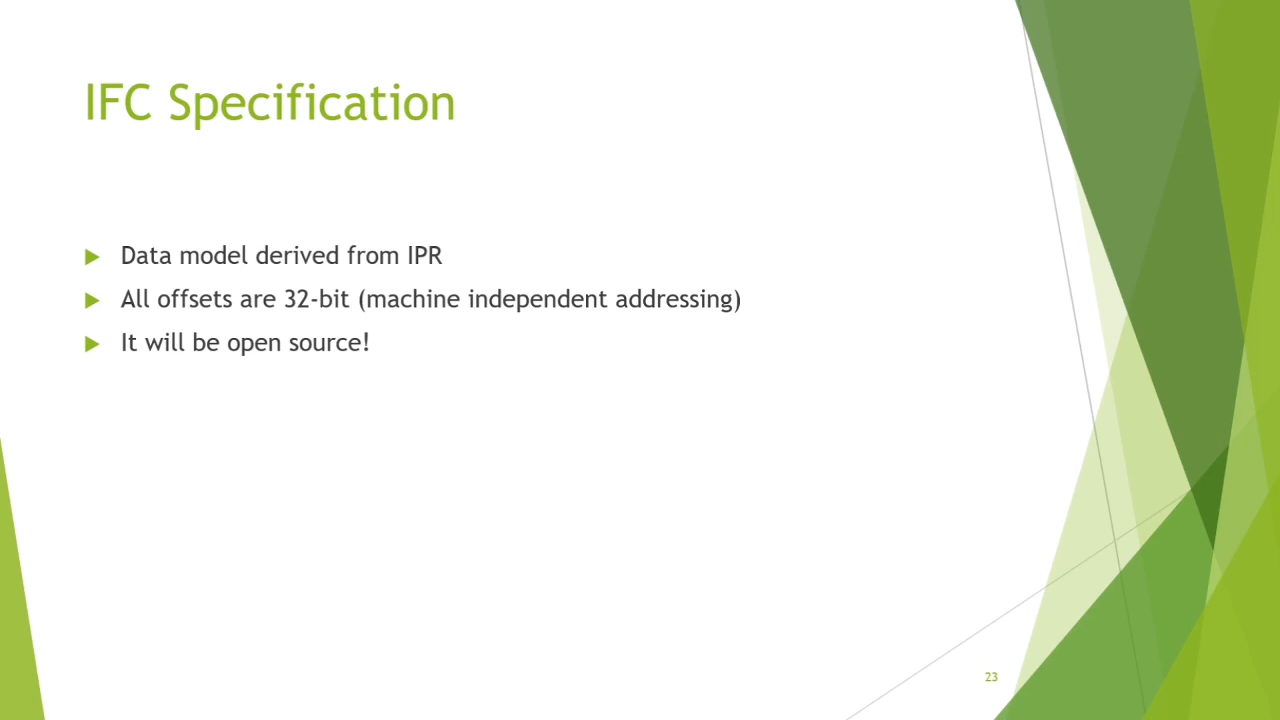 IFC Specification
Data model derived from IPR
All offsets are 32-bit (machine independent addressing)
It will be open source!
23